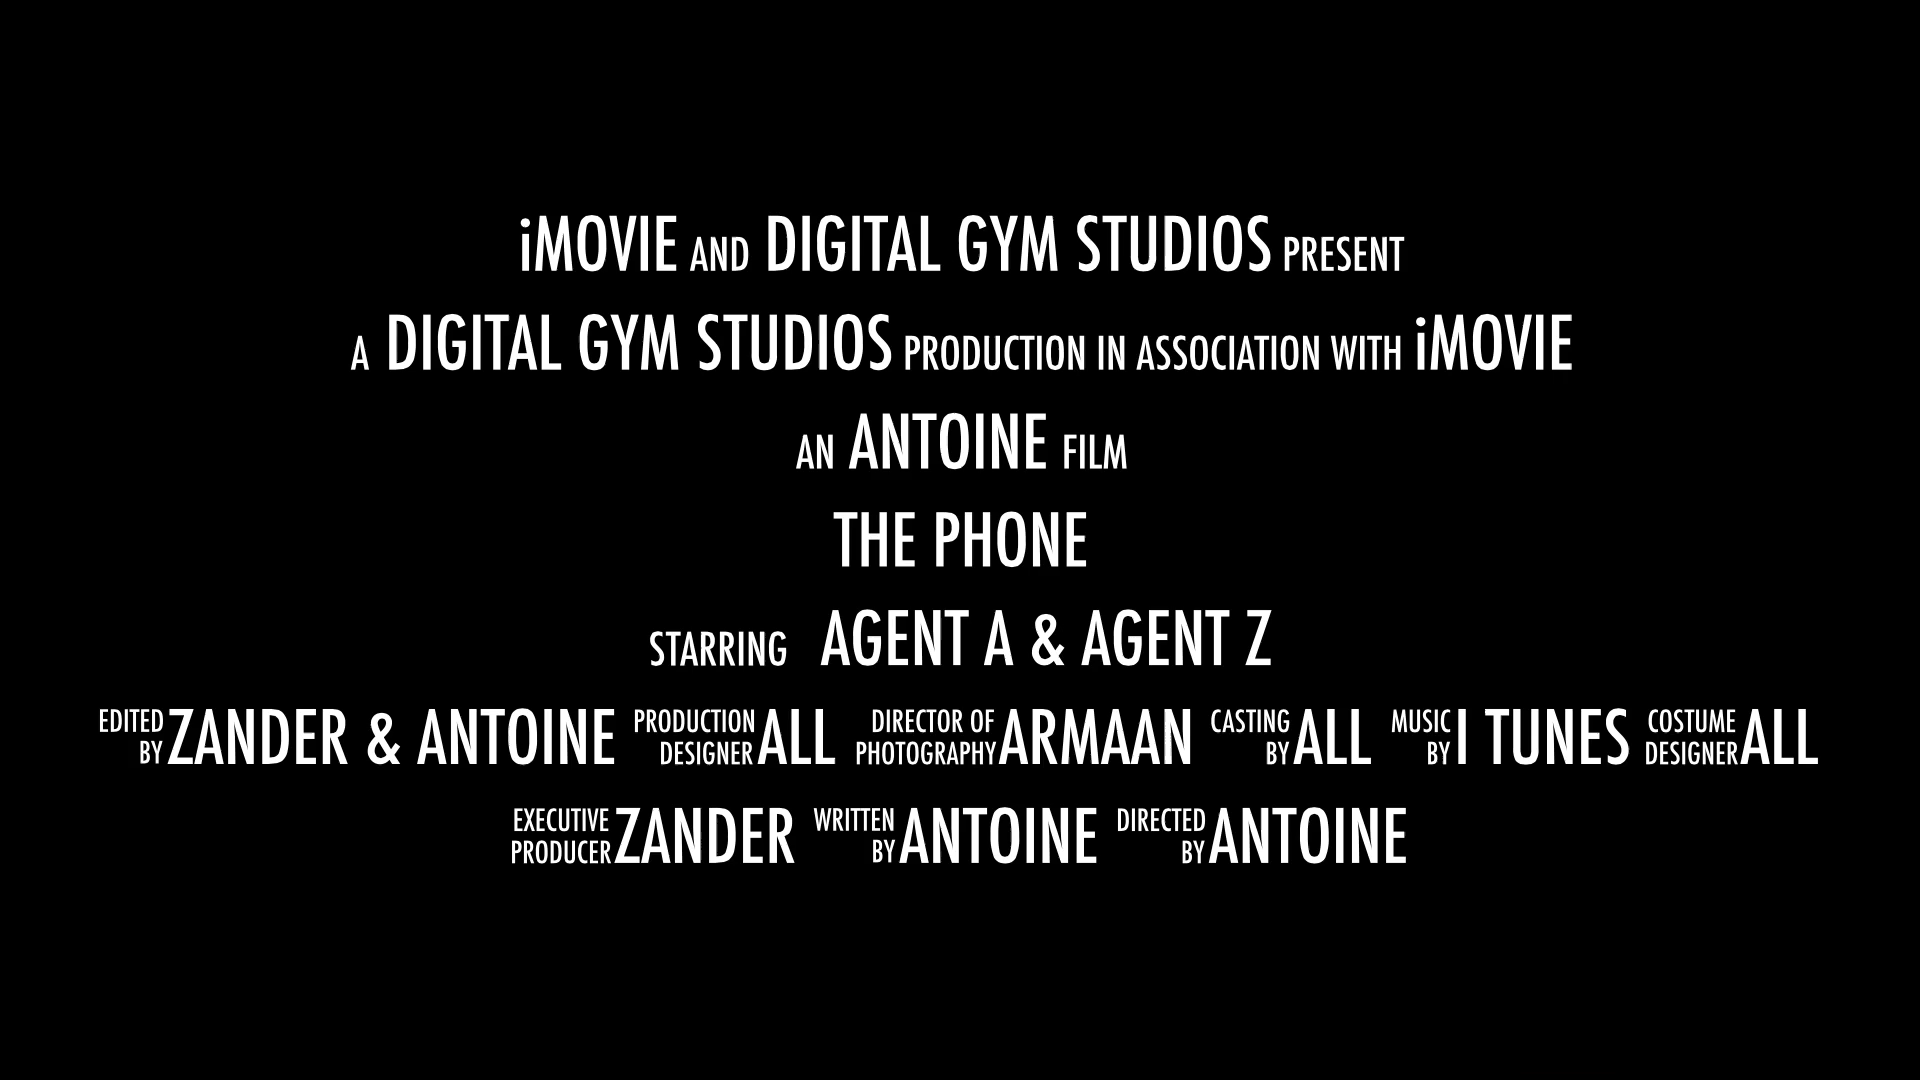 iMOVIE AND DIGITAL GYM STUDIOS PRESENT
A DIGITAL GYM STUDIOS PRODUCTION IN ASSOCIATION WITH iMOVIE
AN ANTOINE FILM
THE PHONE
STARRING AGENT A & AGENT Z
EDITED BY ZANDER & ANTOINE PRODUCTION DESIGNER ALL DIRECTOR OF PHOTOGRAPHY ARMAAN CASTING BY ALL MUSIC BY I TUNES COSTUME DESIGNER ALL
EXECUTIVE PRODUCER ZANDER WRITTEN BY ANTOINE DIRECTED BY ANTOINE